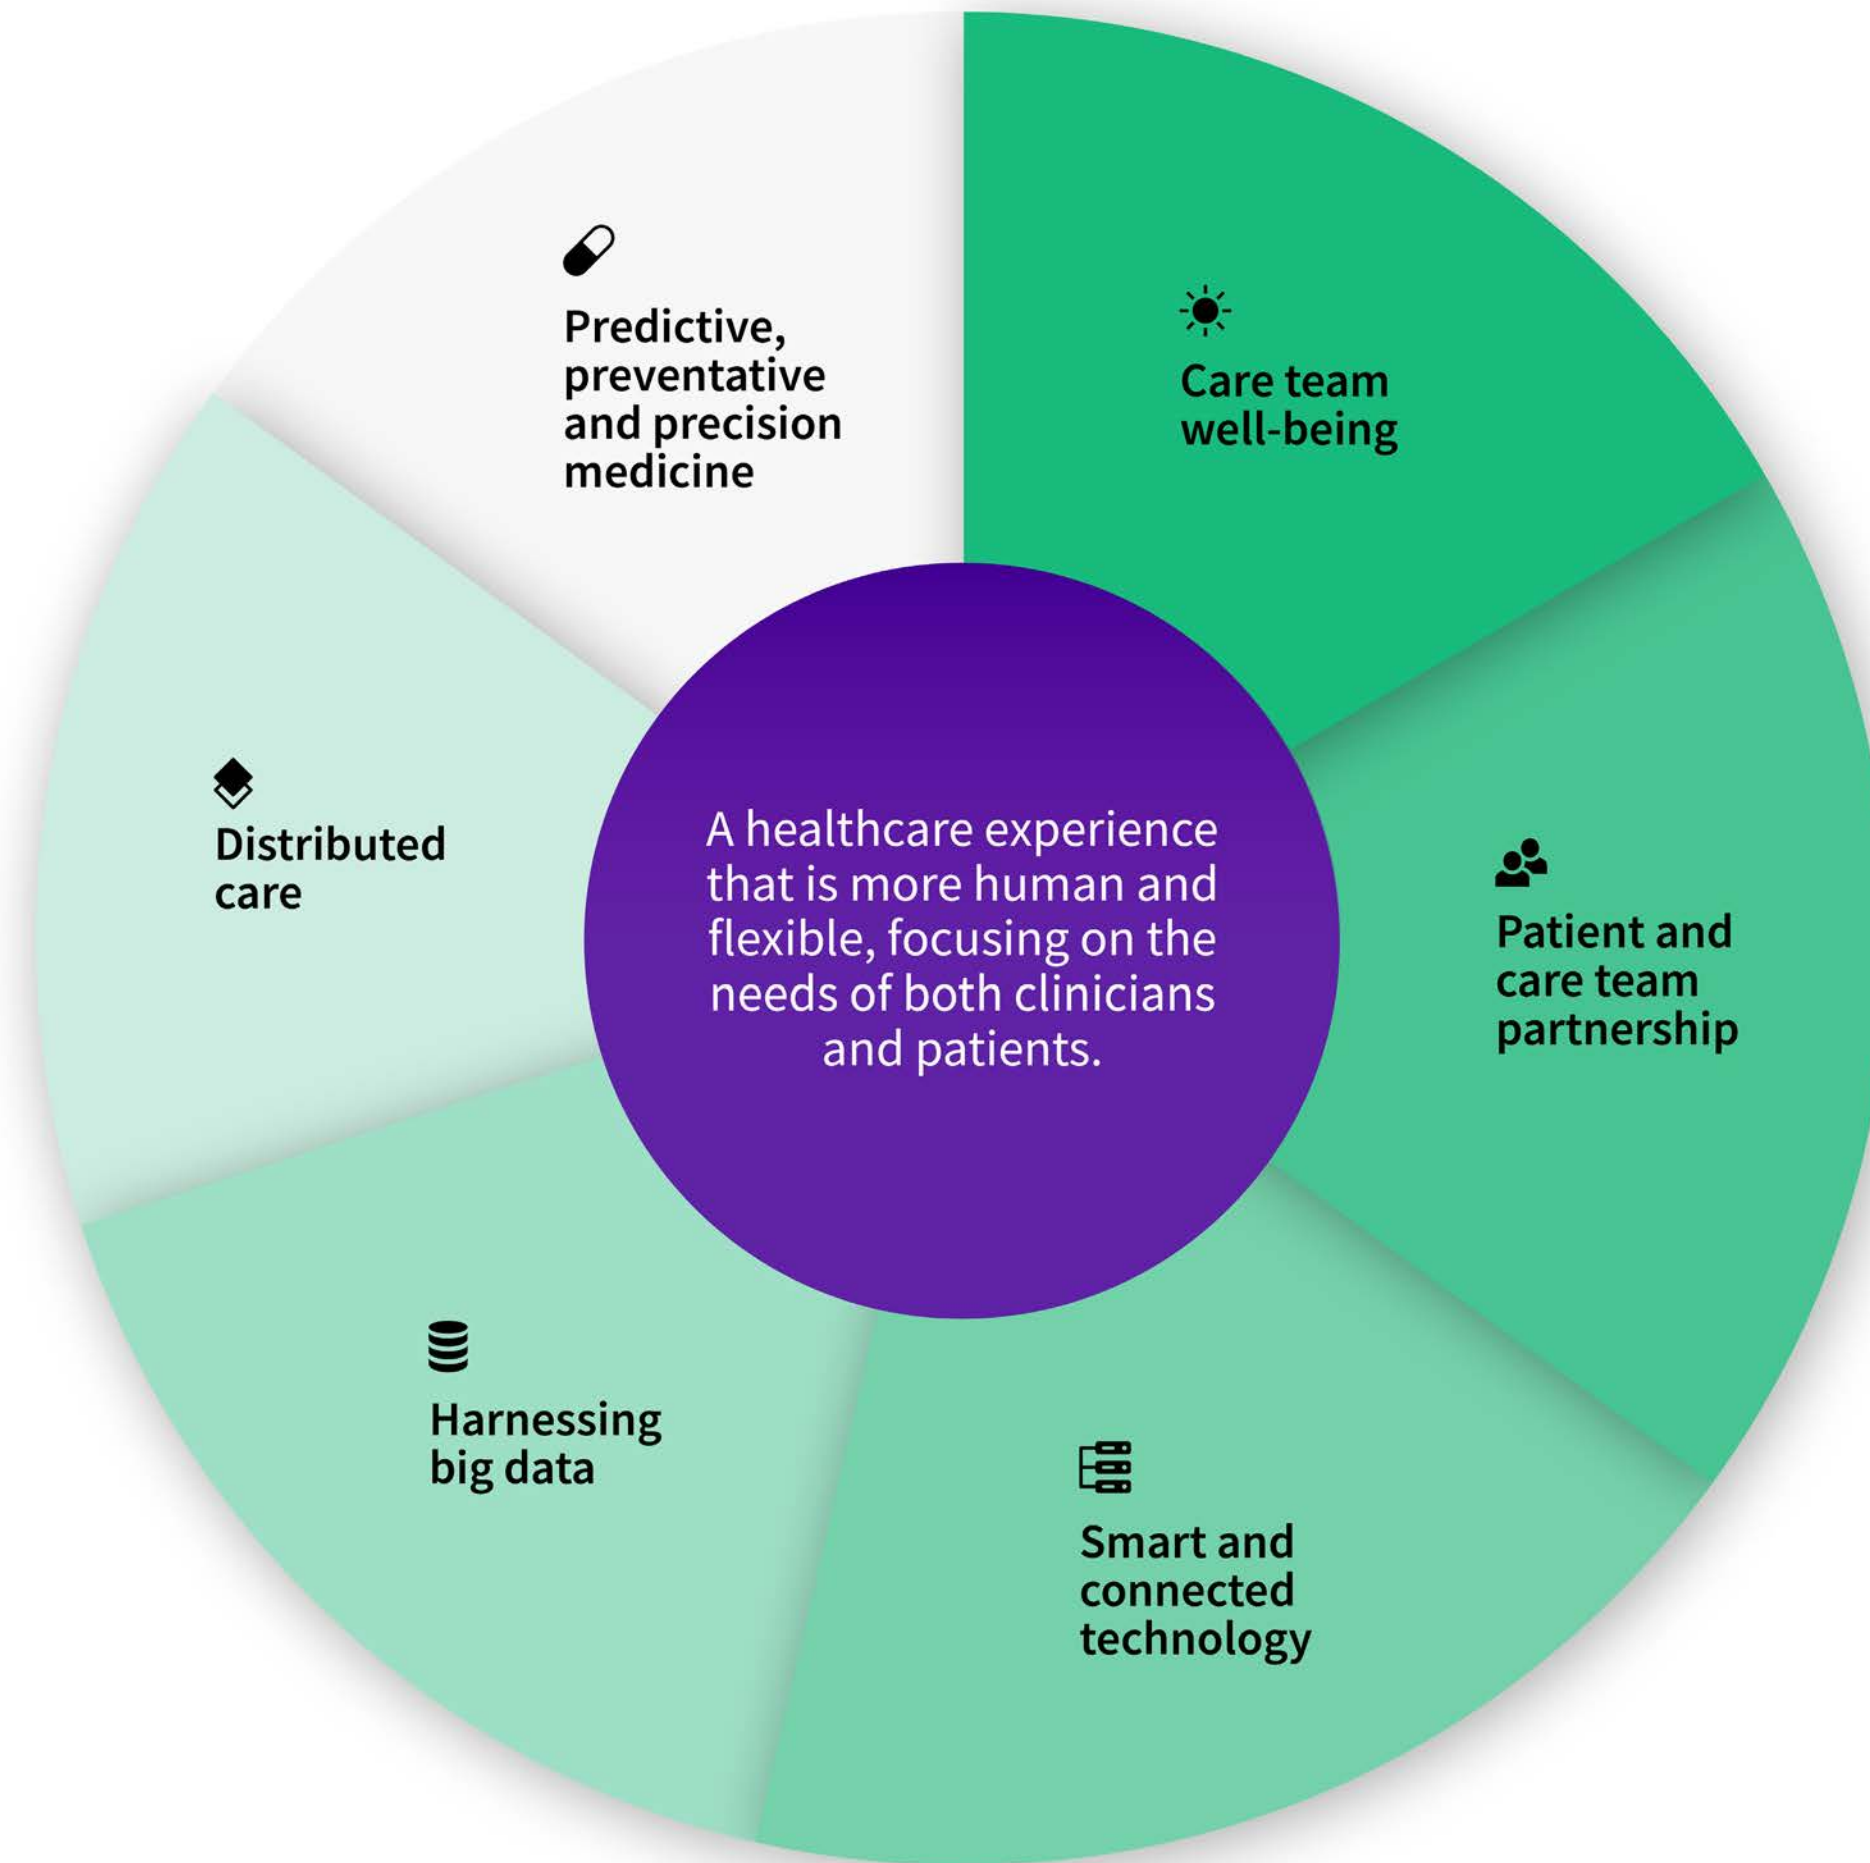 Predictive,
preventative
and precision
medicine
Care team
well-being
Patient and
care team
partnership
Smart and
connected
technology
Harnessing
big data
Distributed
care
A healthcare experience
that is more human and
flexible, focusing on the
needs of both clinicians
and patients.